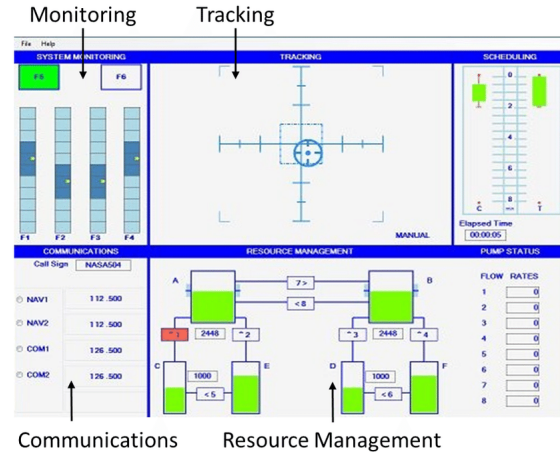 Monitoring Tracking
File Help
SYSTEM MONITORING TRACKING SCHEDULING
F5 F6
0
2
4
6
8
F1 F2 F3 F4
C T
MANUAL
Elapsed Time
00:00:05
COMMUNICATIONS RESOURCE MANAGEMENT PUMP STATUS
Call Sign NASA504
FLOW RATES
A B
7 >
< 8
NAV1 112.500
NAV2 112.500
COM1 126.500
COM2 126.500
^ 1 2448 ^ 2 ^ 3 2448 ^ 4
C 1000 E D 1000 F
< 5 < 6
1 0
2 0
3 0
4 0
5 0
6 0
7 0
8 0
Communications Resource Management